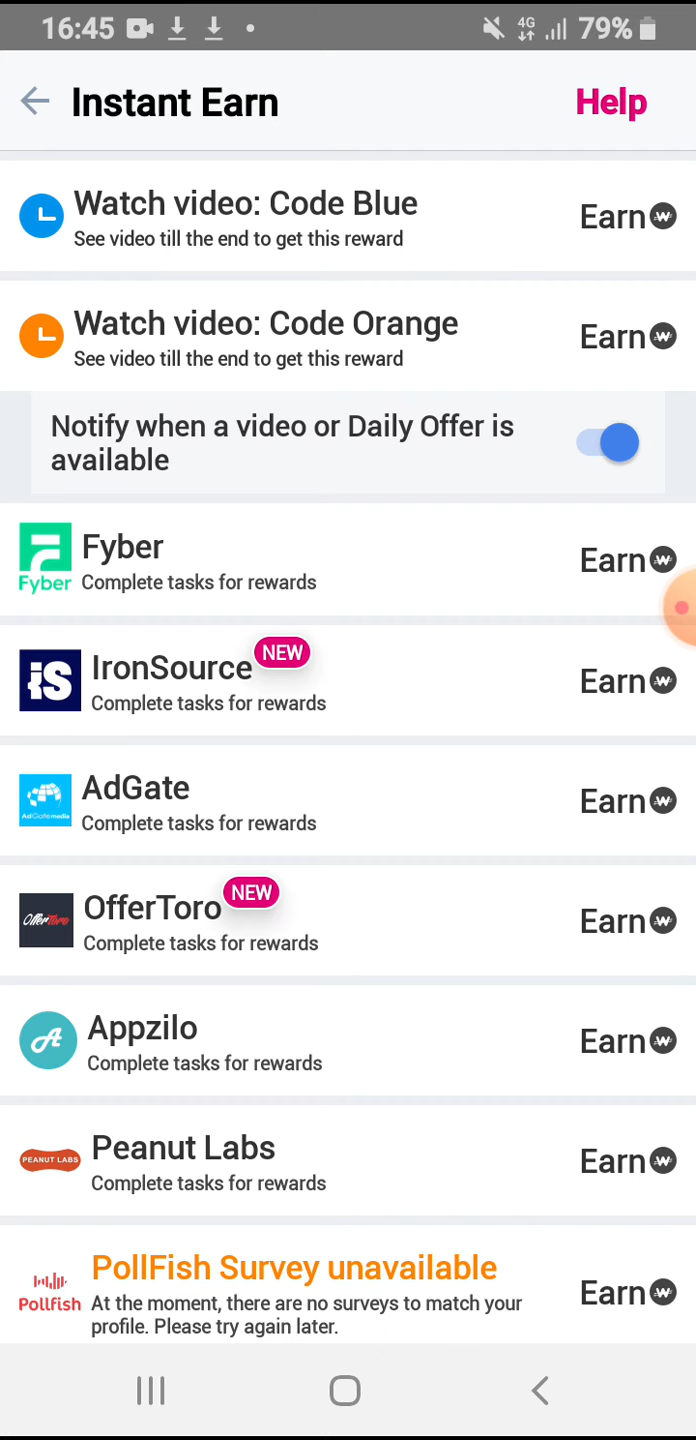 16:45 4G 79%
Instant Earn Help
Watch video: Code Blue
See video till the end to get this reward
Earn
Watch video: Code Orange
See video till the end to get this reward
Earn
Notify when a video or Daily Offer is
available
Fyber
Fyber
Complete tasks for rewards
Earn
iS
IronSource NEW
Complete tasks for rewards
Earn
AdGatemedia
AdGate
Complete tasks for rewards
Earn
OfferToro
OfferToro NEW
Complete tasks for rewards
Earn
A
Appzilo
Complete tasks for rewards
Earn
PEANUT LABS
Peanut Labs
Complete tasks for rewards
Earn
Pollfish
PollFish Survey unavailable
At the moment, there are no surveys to match your
profile. Please try again later.
Earn